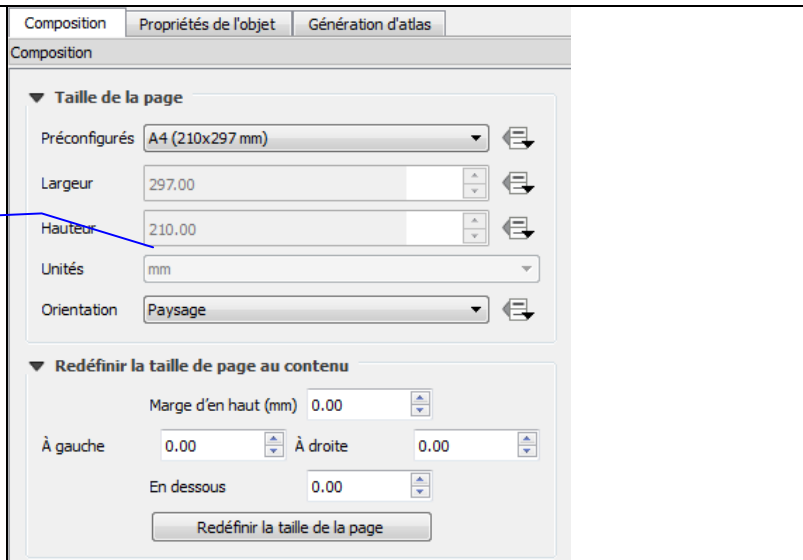 Composition Propriétés de l'objet Génération d'atlas
Composition
Taille de la page
Préconfigurés A4 (210x297 mm)
Largeur 297.00
Hauteur 210.00
Unités mm
Orientation Paysage
Redéfinir la taille de page au contenu
Marge d'en haut (mm) 0.00
À gauche 0.00 À droite 0.00
En dessous 0.00
Redéfinir la taille de la page